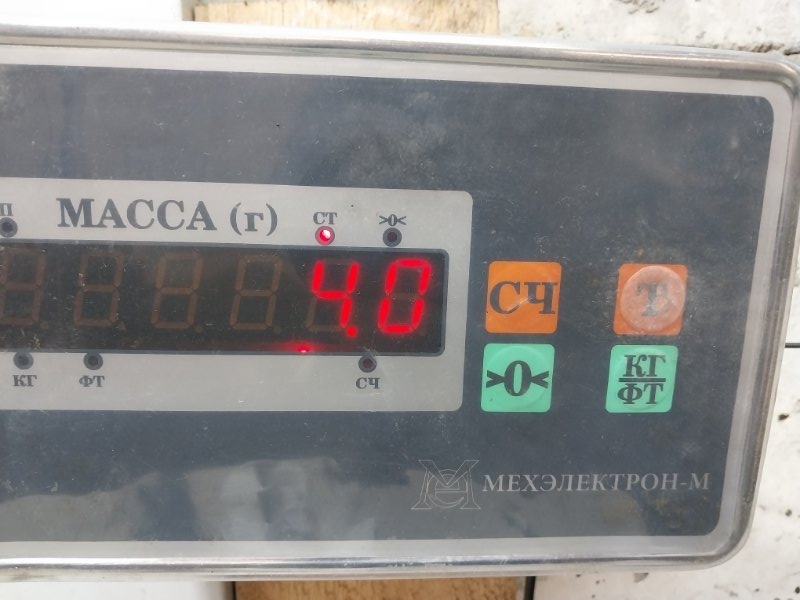 П
МАССА (г)
СТ
>0<
4.0
КГ
ФТ
СЧ
СЧ
Т
>0<
КГ
ФТ
МЕХЭЛЕКТРОН-М